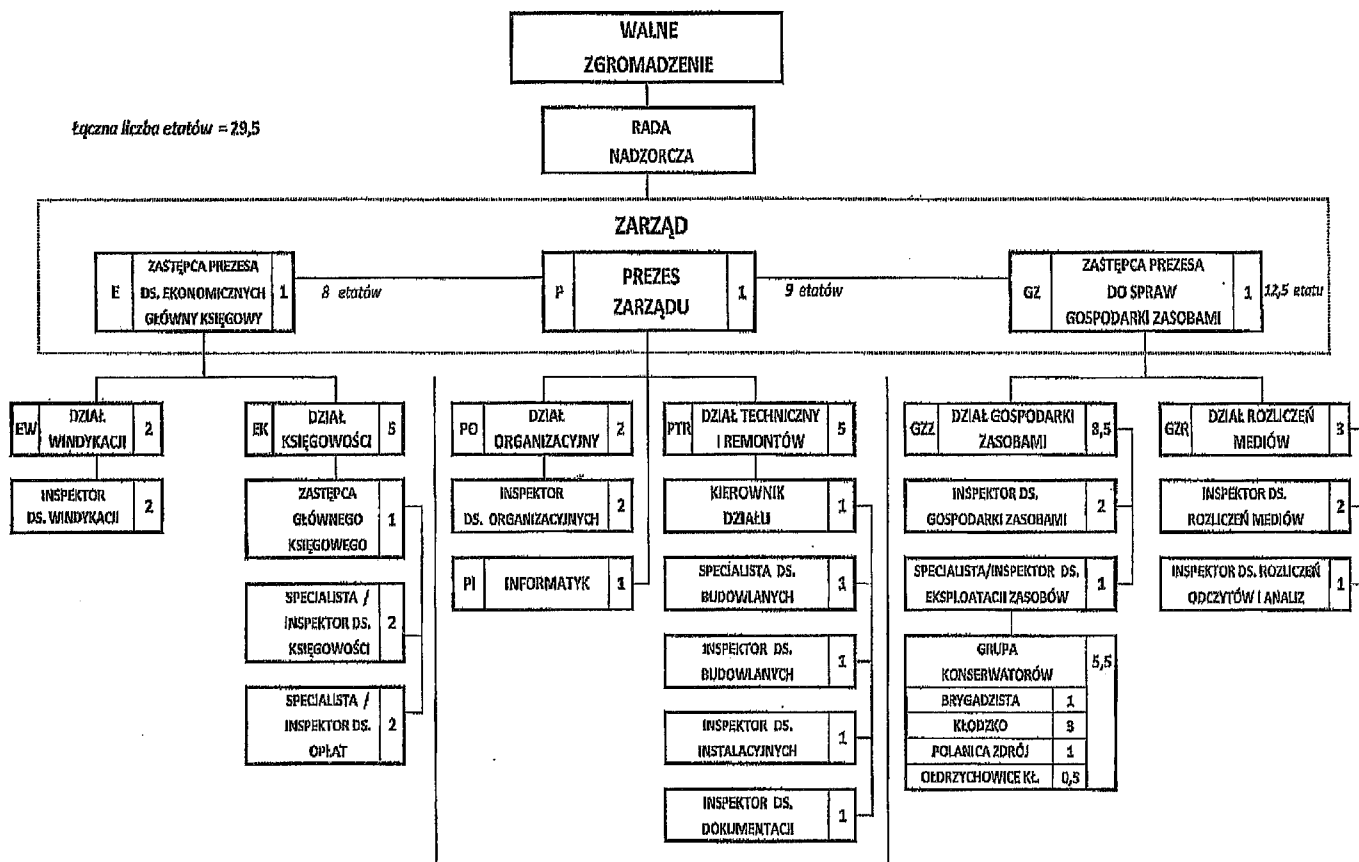 WALNE
ZGROMADZENIE
Łączna liczba etatów = 29,5
RADA
NADZORCZA
ZARZĄD
E
ZASTĘPCA PREZESA
DS. EKONOMICZNYCH
GŁÓWNY KSIĘGOWY
1
8 etatów
P
PREZES
ZARZĄDU
1
9 etatów
GZ
ZASTĘPCA PREZESA
DO SPRAW
GOSPODARKI ZASOBAMI
1
12,5 etatu
EW
DZIAŁ
WINDYKACJI
2
EK
DZIAŁ
KSIĘGOWOŚCI
5
PO
DZIAŁ
ORGANIZACYJNY
2
PTR
DZIAŁ TECHNICZNY
I REMONTÓW
5
GZZ
DZIAŁ GOSPODARKI
ZASOBAMI
8,5
GZR
DZIAŁ ROZLICZEŃ
MEDIÓW
3
INSPEKTOR
DS. WINDYKACJI
2
ZASTĘPCA
GŁÓWNEGO
KSIĘGOWEGO
1
SPECJALISTA /
INSPEKTOR DS.
KSIĘGOWOŚCI
2
SPECJALISTA /
INSPEKTOR DS.
OPŁAT
2
INSPEKTOR
DS. ORGANIZACYJNYCH
2
PI
INFORMATYK
1
KIEROWNIK
DZIAŁU
1
SPECJALISTA DS.
BUDOWLANYCH
1
INSPEKTOR DS.
BUDOWLANYCH
1
INSPEKTOR DS.
INSTALACYJNYCH
1
INSPEKTOR DS.
DOKUMENTACJI
1
INSPEKTOR DS.
GOSPODARKI ZASOBAMI
2
SPECJALISTA/INSPEKTOR DS.
EKSPLOATACJI ZASOBÓW
1
GRUPA
KONSERWATORÓW
5,5
BRYGADZISTA 1
KŁODZKO 3
POLANICA ZDRÓJ 1
OŁDRZYCHOWICE KŁ. 0,5
INSPEKTOR DS.
ROZLICZEŃ MEDIÓW
2
INSPEKTOR DS. ROZLICZEŃ
ODCZYTÓW I ANALIZ
1